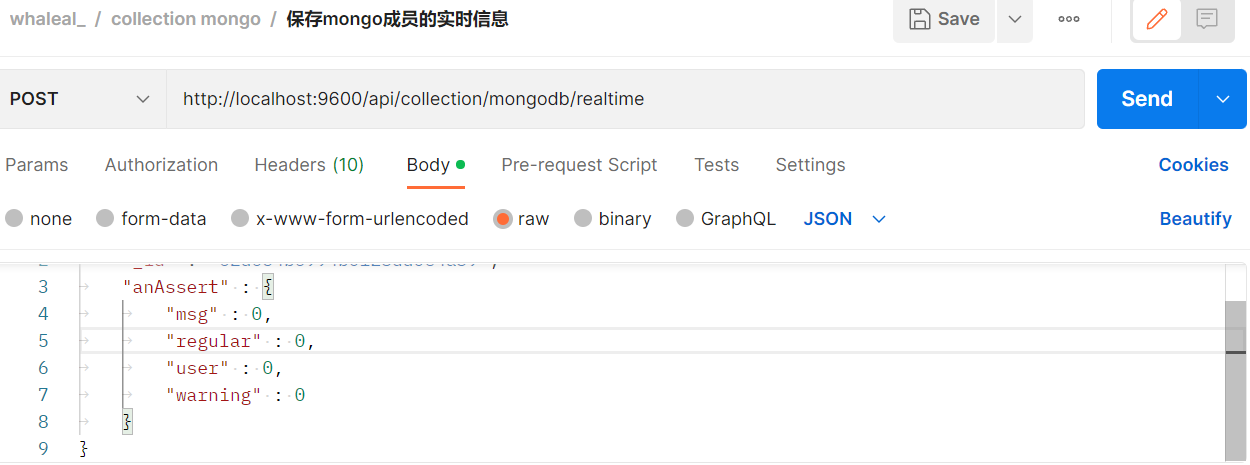 whaleal_ / collection mongo / 保存mongo成员的实时信息
Save
POST
http://localhost:9600/api/collection/mongodb/realtime
Send
Params Authorization Headers (10) Body Pre-request Script Tests Settings Cookies
none form-data x-www-form-urlencoded raw binary GraphQL JSON Beautify
3 "anAssert" : {
4 "msg" : 0,
5 "regular" : 0,
6 "user" : 0,
7 "warning" : 0
8 }
9 }